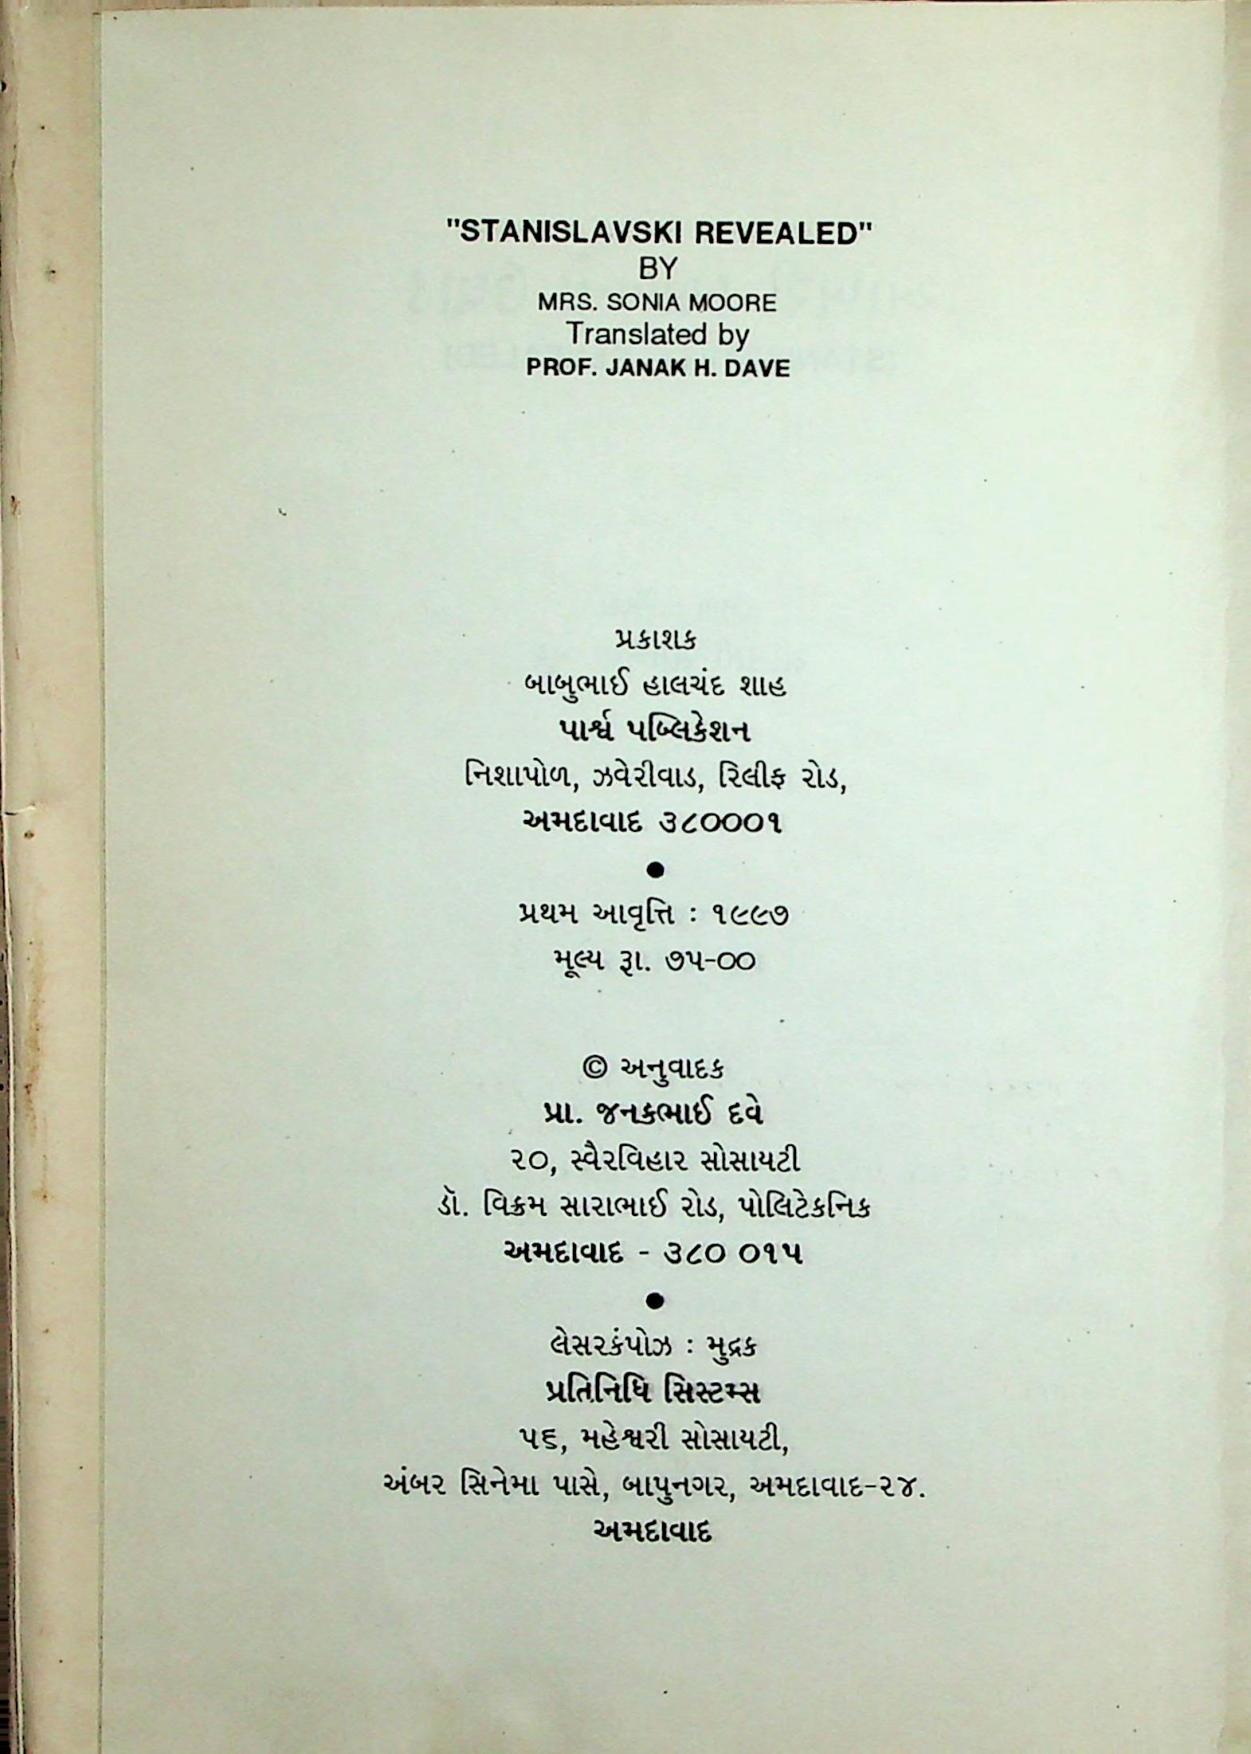 "STANISLAVSKI REVEALED"
BY
MRS. SONIA MOORE
Translated by
PROF. JANAK H. DAVE
પ્રકાશક
બાબુભાઈ હાલચંદ શાહ
પાર્શ્વ પબ્લિકેશન
નિશાપોળ, ઝવેરીવાડ, રિલીફ રોડ,
અમદાવાદ ૩૮૦૦૦૧
●
પ્રથમ આવૃત્તિ : ૧૯૯૭
મૂલ્ય રૂા. ૭૫-૦૦
© અનુવાદક
પ્રા. જનકભાઈ દવે
૨૦, સ્વૈરવિહાર સોસાયટી
ડૉ. વિક્રમ સારાભાઈ રોડ, પોલિટેકનિક
અમદાવાદ - ૩૮૦ ૦૧૫
●
લેસરકંપોઝ : મુદ્રક
પ્રતિનિધિ સિસ્ટમ્સ
૫૬, મહેશ્વરી સોસાયટી,
અંબર સિનેમા પાસે, બાપુનગર, અમદાવાદ-૨૪.
અમદાવાદ